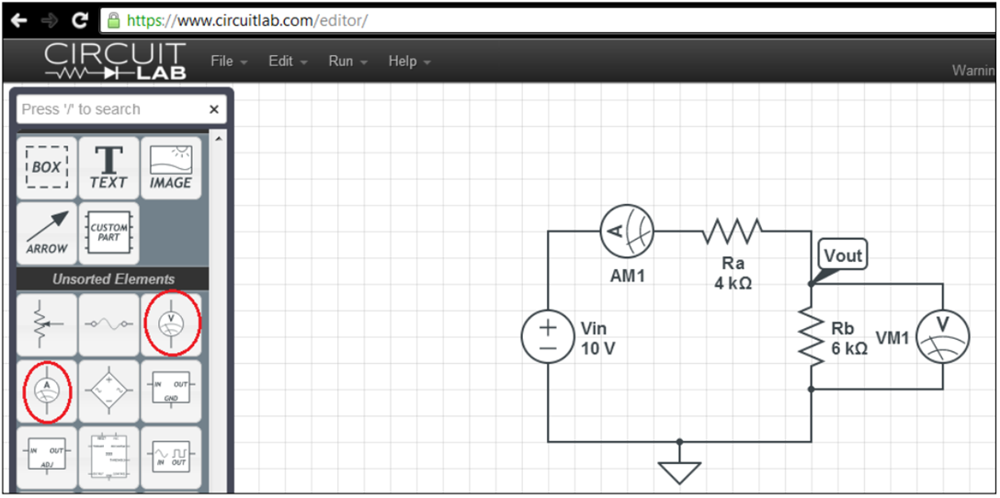 https://www.circuitlab.com/editor/
CIRCUIT
LAB
File
Edit
Run
Help
Warnin
Press '/' to search
×
BOX
T
TEXT
IMAGE
ARROW
CUSTOM
PART
Unsorted Elements
V
A
IN OUT
GND
IN OUT
ADJ
IN OUT
A
AM1
Ra
4 kΩ
Vout
+
−
Vin
10 V
Rb
6 kΩ
VM1
V